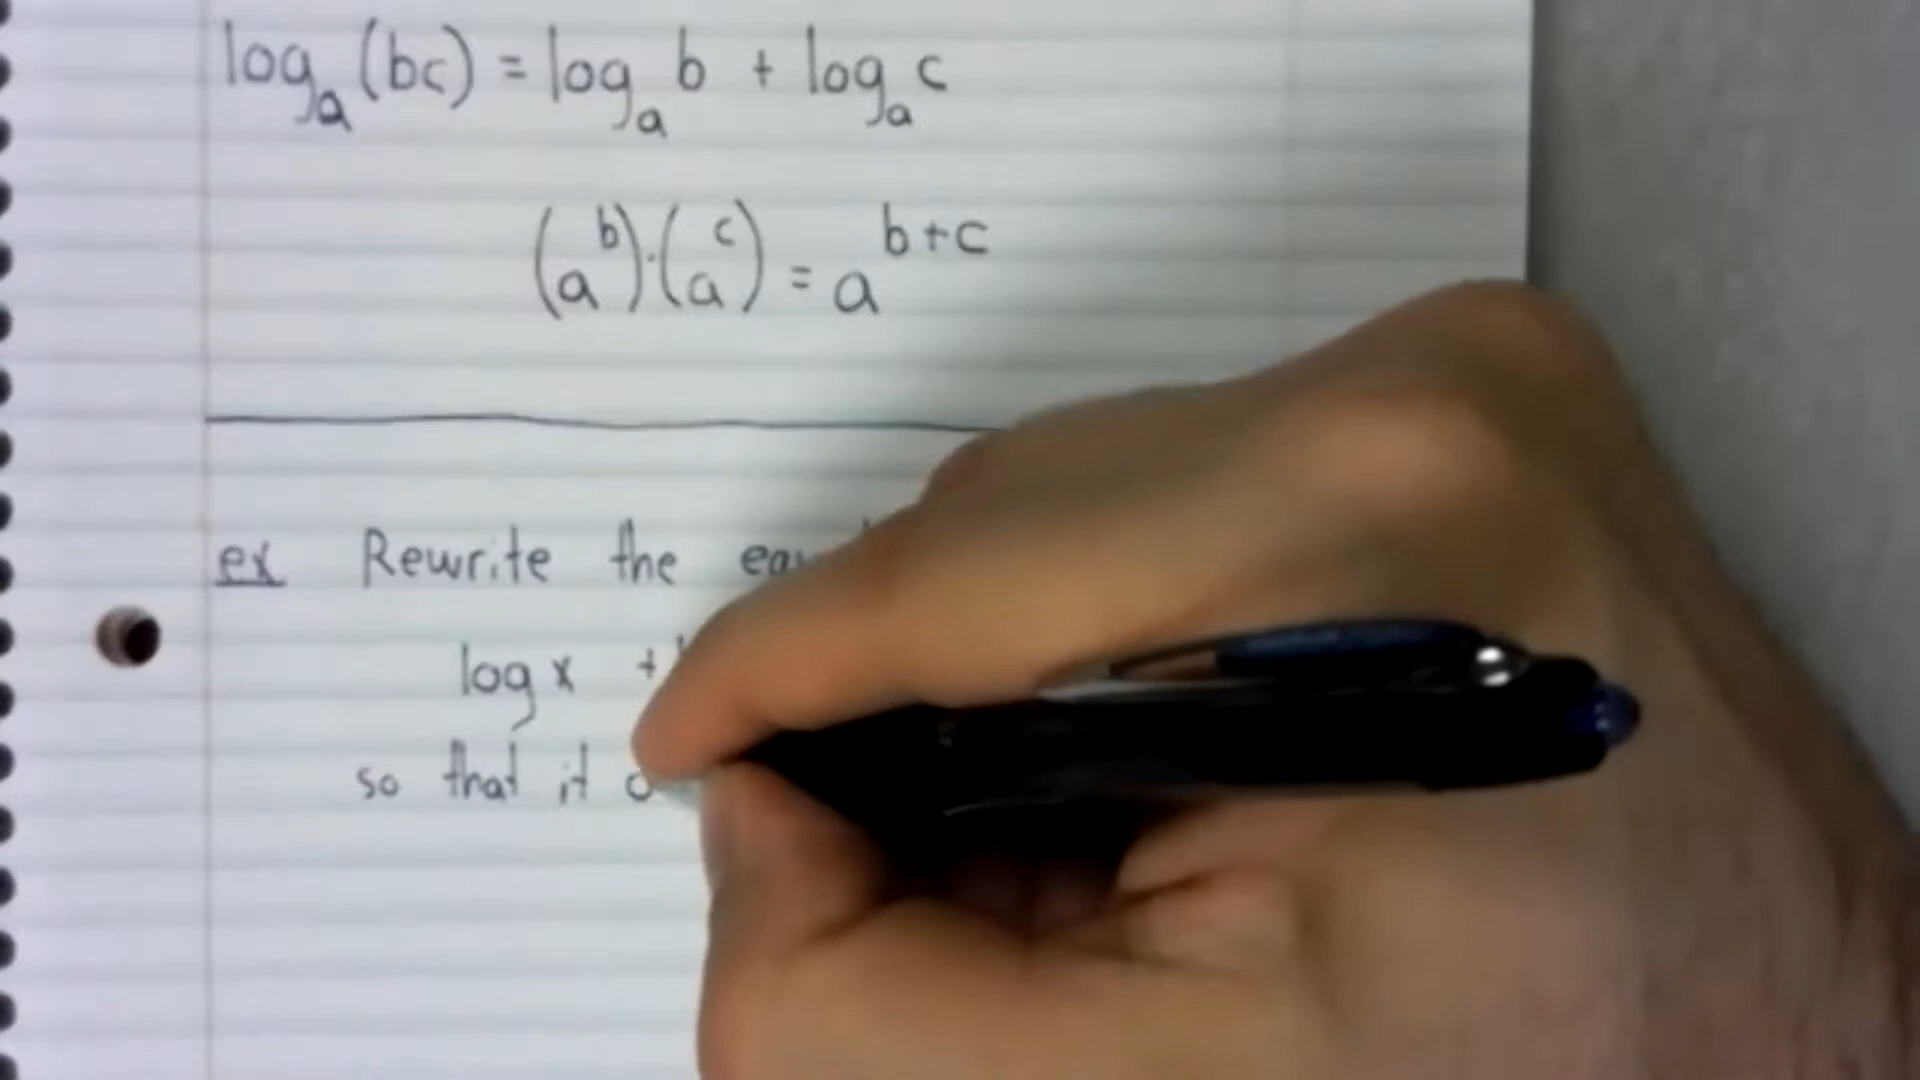 logₐ(bc) = logₐ b + logₐ c
(a^b)·(a^c) = a^(b+c)
ex Rewrite the
log x +
so that it